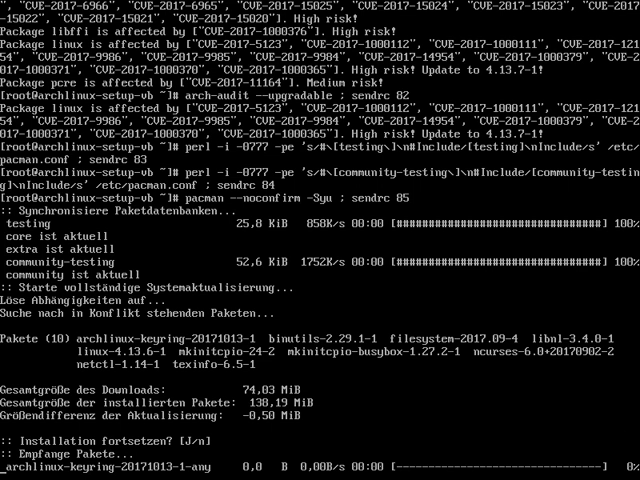 ", "CVE-2017-6966", "CVE-2017-6965", "CVE-2017-15025", "CVE-2017-15024", "CVE-2017-15023", "CVE-2017
-15022", "CVE-2017-15021", "CVE-2017-15020"]. High risk!
Package libffi is affected by ["CVE-2017-1000376"]. High risk!
Package linux is affected by ["CVE-2017-5123", "CVE-2017-1000112", "CVE-2017-1000111", "CVE-2017-121
54", "CVE-2017-9986", "CVE-2017-9985", "CVE-2017-9984", "CVE-2017-14954", "CVE-2017-1000379", "CVE-2
017-1000371", "CVE-2017-1000370", "CVE-2017-1000365"]. High risk! Update to 4.13.7-1!
Package pcre is affected by ["CVE-2017-11164"]. Medium risk!
[root@archlinux-setup-vb ~]# arch-audit --upgradable ; sendrc 82
Package linux is affected by ["CVE-2017-5123", "CVE-2017-1000112", "CVE-2017-1000111", "CVE-2017-121
54", "CVE-2017-9986", "CVE-2017-9985", "CVE-2017-9984", "CVE-2017-14954", "CVE-2017-1000379", "CVE-2
017-1000371", "CVE-2017-1000370", "CVE-2017-1000365"]. High risk! Update to 4.13.7-1!
[root@archlinux-setup-vb ~]# perl -i -0777 -pe 's/#\[testing\]\n#Include/[testing]\nInclude/s' /etc/
pacman.conf ; sendrc 83
[root@archlinux-setup-vb ~]# perl -i -0777 -pe 's/#\[community-testing\]\n#Include/[community-testin
g]\nInclude/s' /etc/pacman.conf ; sendrc 84
[root@archlinux-setup-vb ~]# pacman --noconfirm -Syu ; sendrc 85
:: Synchronisiere Paketdatenbanken...
testing 25,8 KiB 858K/s 00:00 [##################################] 100%
core ist aktuell
extra ist aktuell
community-testing 52,6 KiB 1752K/s 00:00 [##################################] 100%
community ist aktuell
:: Starte vollständige Systemaktualisierung...
Löse Abhängigkeiten auf...
Suche nach in Konflikt stehenden Paketen...
Pakete (10) archlinux-keyring-20171013-1 binutils-2.29.1-1 filesystem-2017.09-4 libnl-3.4.0-1
linux-4.13.6-1 mkinitcpio-24-2 mkinitcpio-busybox-1.27.2-1 ncurses-6.0+20170902-2
netctl-1.14-1 texinfo-6.5-1
Gesamtgröße des Downloads: 74,03 MiB
Gesamtgröße der installierten Pakete: 138,19 MiB
Größendifferenz der Aktualisierung: -0,50 MiB
:: Installation fortsetzen? [J/n]
:: Empfange Pakete...
_archlinux-keyring-20171013-1-any 0,0 B 0,00B/s 00:00 [----------------------------------] 0%